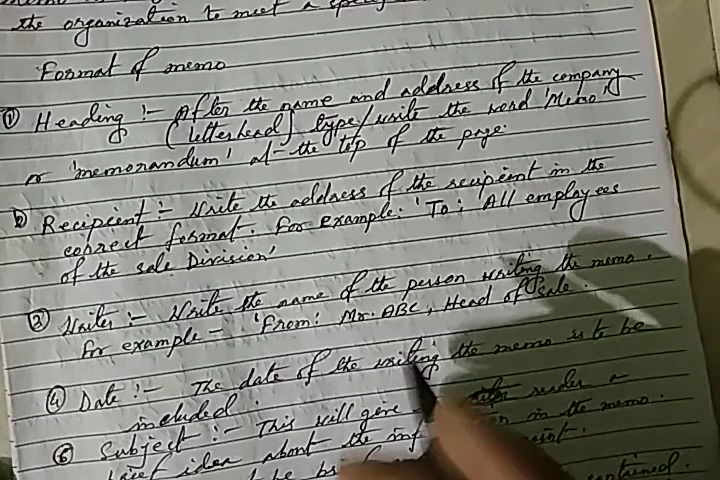 the organization to meet a
Format of memo
① Heading :- After the name and address of the company
(letterhead) type/write the word 'Memo'
or 'memorandum' at the top of the page.
② Recipient :- Write the address of the recipient in the
correct format. For example: 'To: All employees
of the sale Division'
③ Writer :- Write the name of the person writing the memo.
for example - 'From: Mr. ABC, Head of sale.
④ Date :- The date of the writing the memo is to be
included.
Subject :- This will give reader a
brief idea about the in the memo.